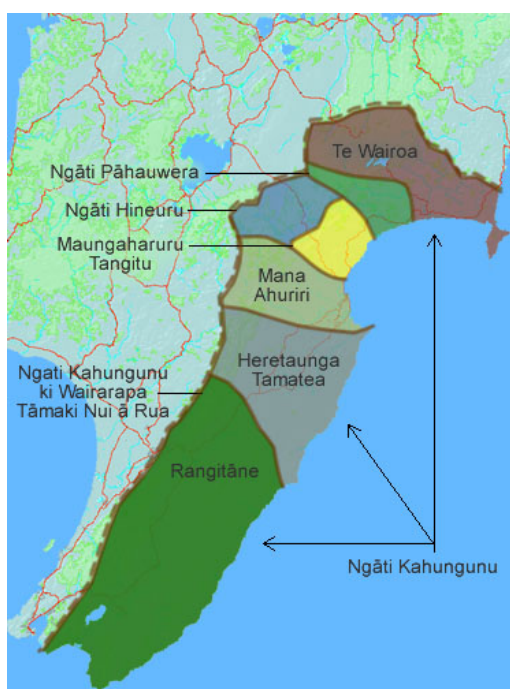 Te Wairoa
Ngāti Pāhauwera
Ngāti Hineuru
Maungaharuru
Tangitu
Mana
Ahuriri
Heretaunga
Tamatea
Ngati Kahungunu
ki Wairarapa
Tāmaki Nui ā Rua
Rangitāne
Ngāti Kahungunu